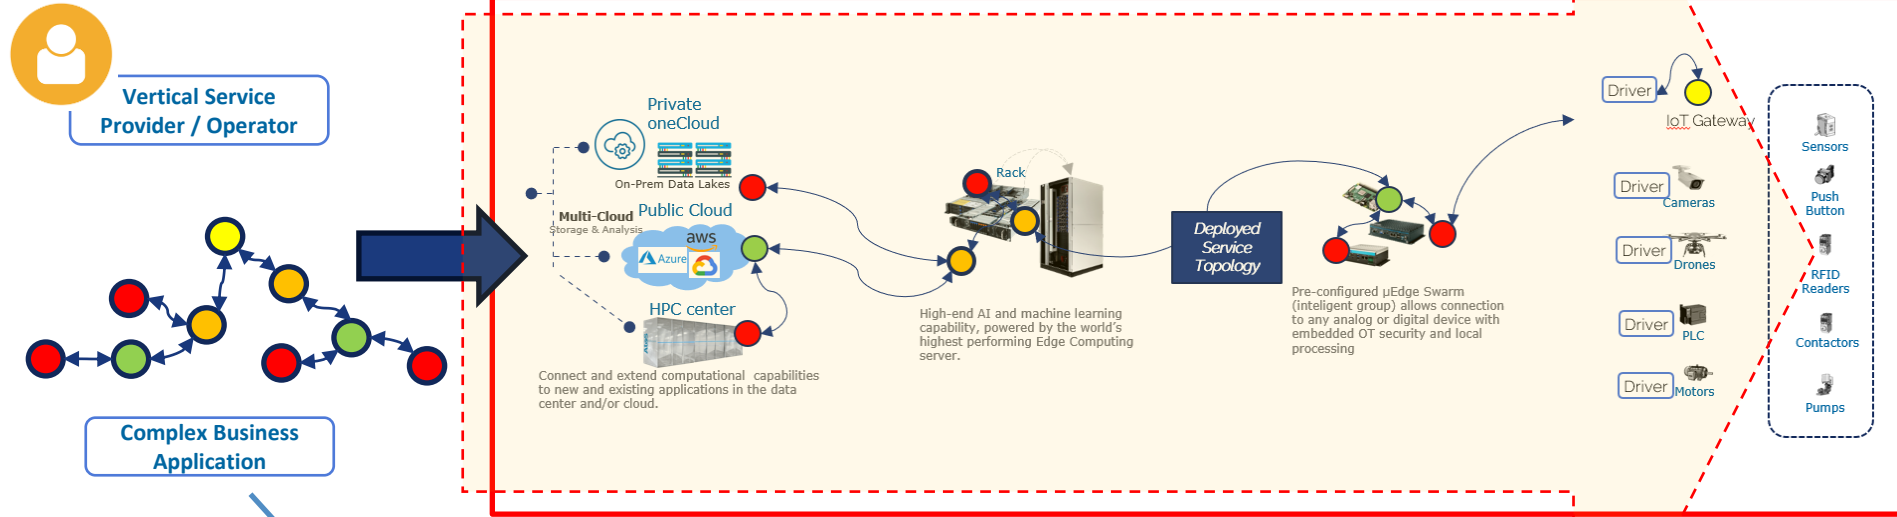 Vertical Service
Provider / Operator
Complex Business
Application
Private
oneCloud
On-Prem Data Lakes
Multi-Cloud
Storage & Analysis
Public Cloud
aws
Azure
HPC center
Connect and extend computational capabilities
to new and existing applications in the data
center and/or cloud.
Rack
High-end AI and machine learning
capability, powered by the world's
highest performing Edge Computing
server.
Deployed
Service
Topology
Pre-configured µEdge Swarm
(inteligent group) allows connection
to any analog or digital device with
embedded OT security and local
processing
Driver
IoT Gateway
Driver
Cameras
Driver
Drones
Driver
PLC
Driver
Motors
Sensors
Push
Button
RFID
Readers
Contactors
Pumps